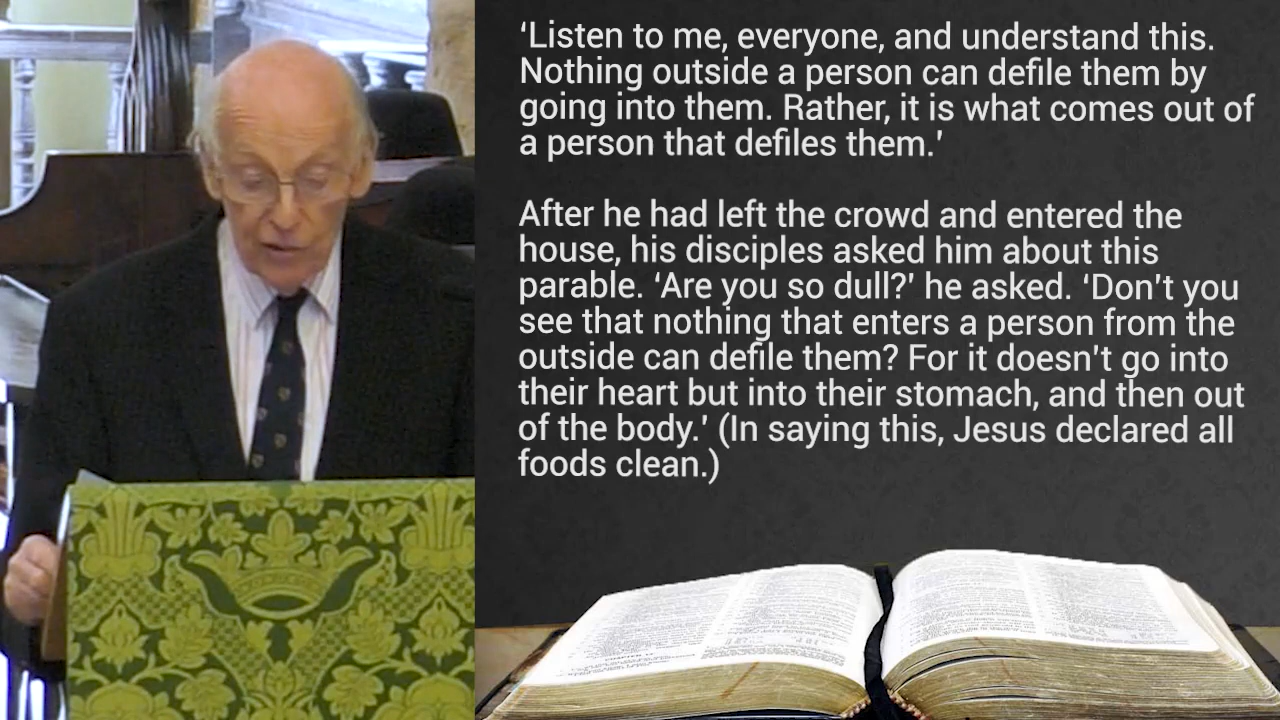 ‘Listen to me, everyone, and understand this.
Nothing outside a person can defile them by
going into them. Rather, it is what comes out of
a person that defiles them.’
After he had left the crowd and entered the
house, his disciples asked him about this
parable. ‘Are you so dull?’ he asked. ‘Don’t you
see that nothing that enters a person from the
outside can defile them? For it doesn’t go into
their heart but into their stomach, and then out
of the body.’ (In saying this, Jesus declared all
foods clean.)